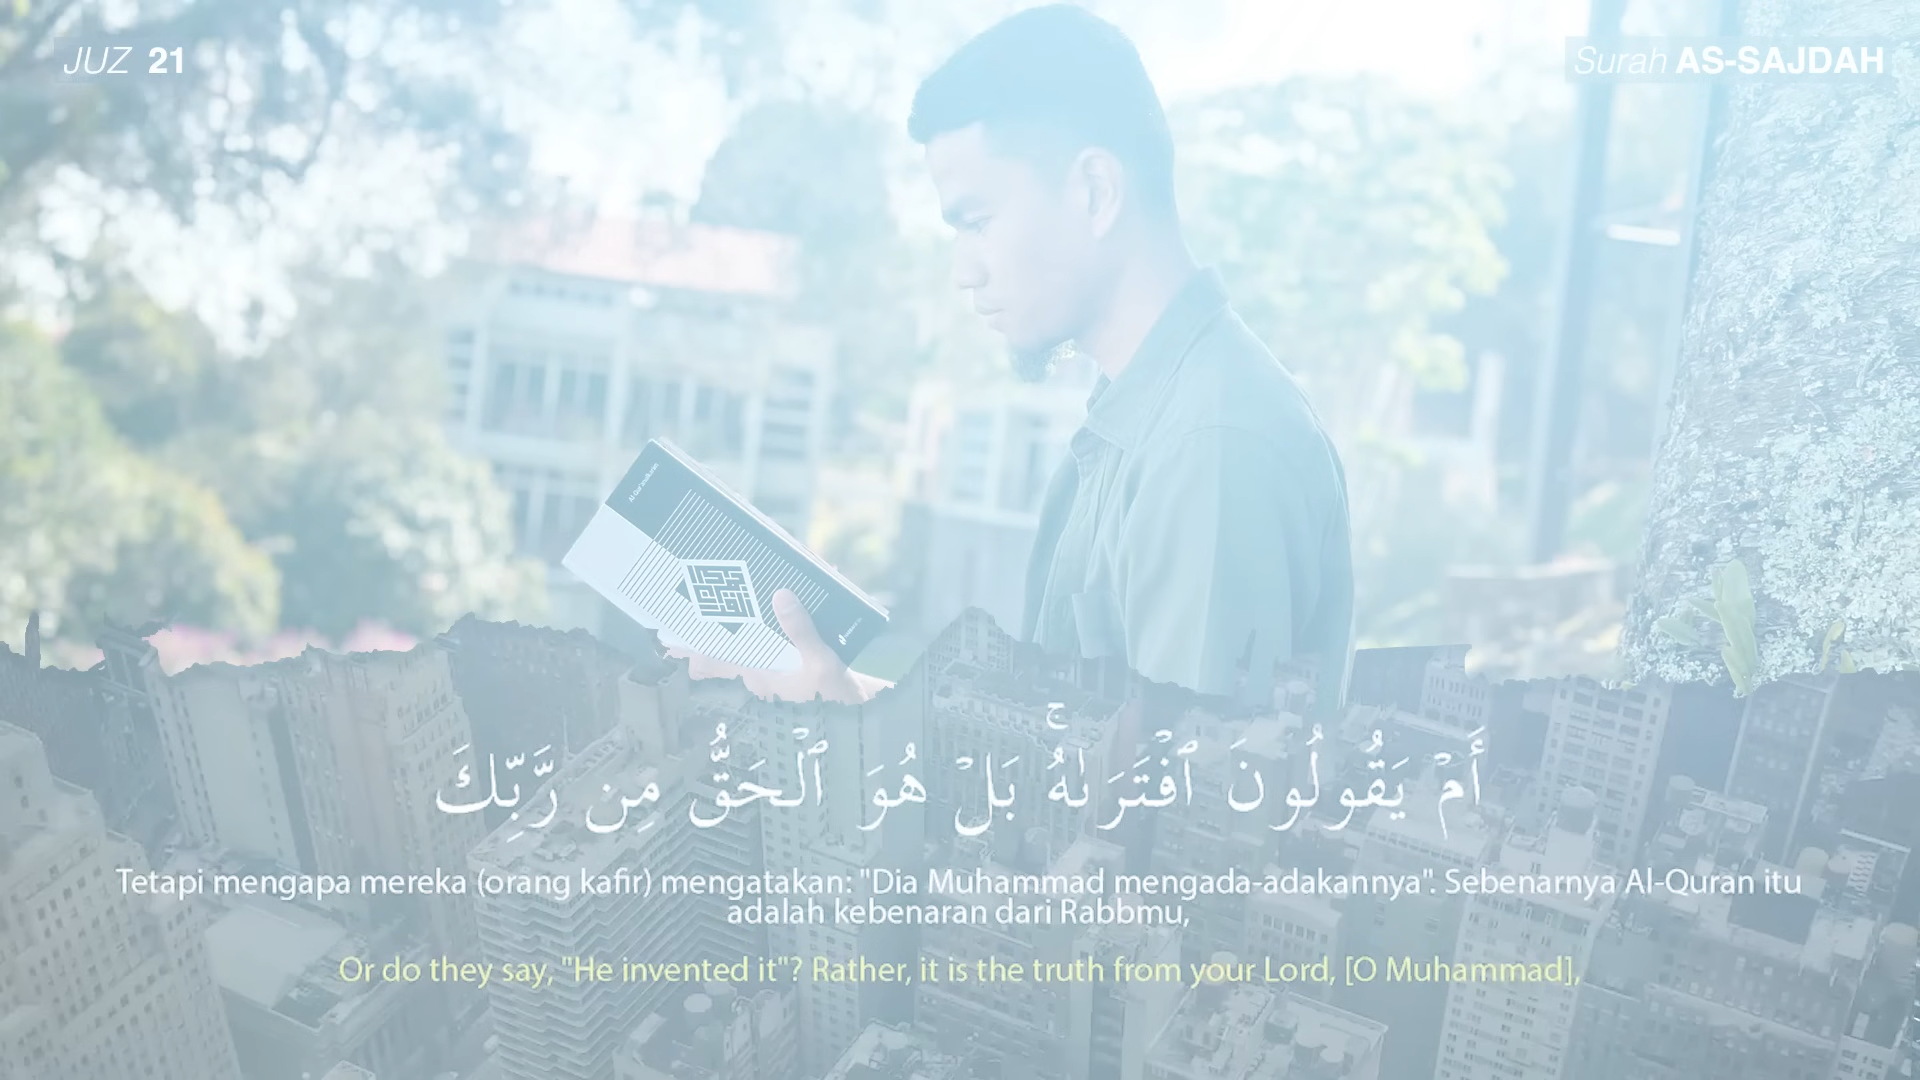 JUZ 21
Surah AS-SAJDAH
أَمْ يَقُولُونَ ٱفْتَرَىٰهُ ۚ بَلْ هُوَ ٱلْحَقُّ مِن رَّبِّكَ
Tetapi mengapa mereka (orang kafir) mengatakan: "Dia Muhammad mengada-adakannya". Sebenarnya Al-Quran itu
adalah kebenaran dari Rabbmu,
Or do they say, "He invented it"? Rather, it is the truth from your Lord, [O Muhammad],